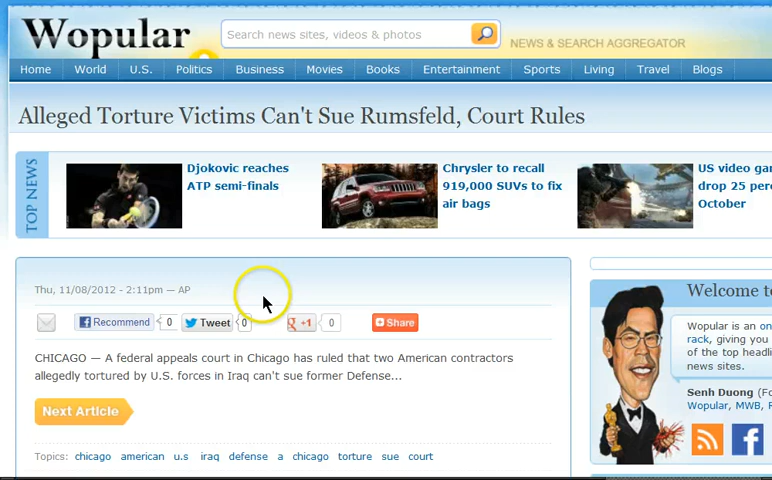 Wopular
Search news sites, videos & photos
NEWS & SEARCH AGGREGATOR
Home World U.S. Politics Business Movies Books Entertainment Sports Living Travel Blogs
Alleged Torture Victims Can't Sue Rumsfeld, Court Rules
TOP NEWS
Djokovic reaches
ATP semi-finals
Chrysler to recall
919,000 SUVs to fix
air bags
US video
drop 25
October
Thu, 11/08/2012 - 2:11pm — AP
Recommend 0 Tweet 0 +1 0 Share
CHICAGO — A federal appeals court in Chicago has ruled that two American contractors
allegedly tortured by U.S. forces in Iraq can't sue former Defense...
Next Article
Topics: chicago american u.s iraq defense a chicago torture sue court
Welcome
Wopular is an
rack, giving you
of the top
news sites.
Senh Duong
Wopular, MWB,